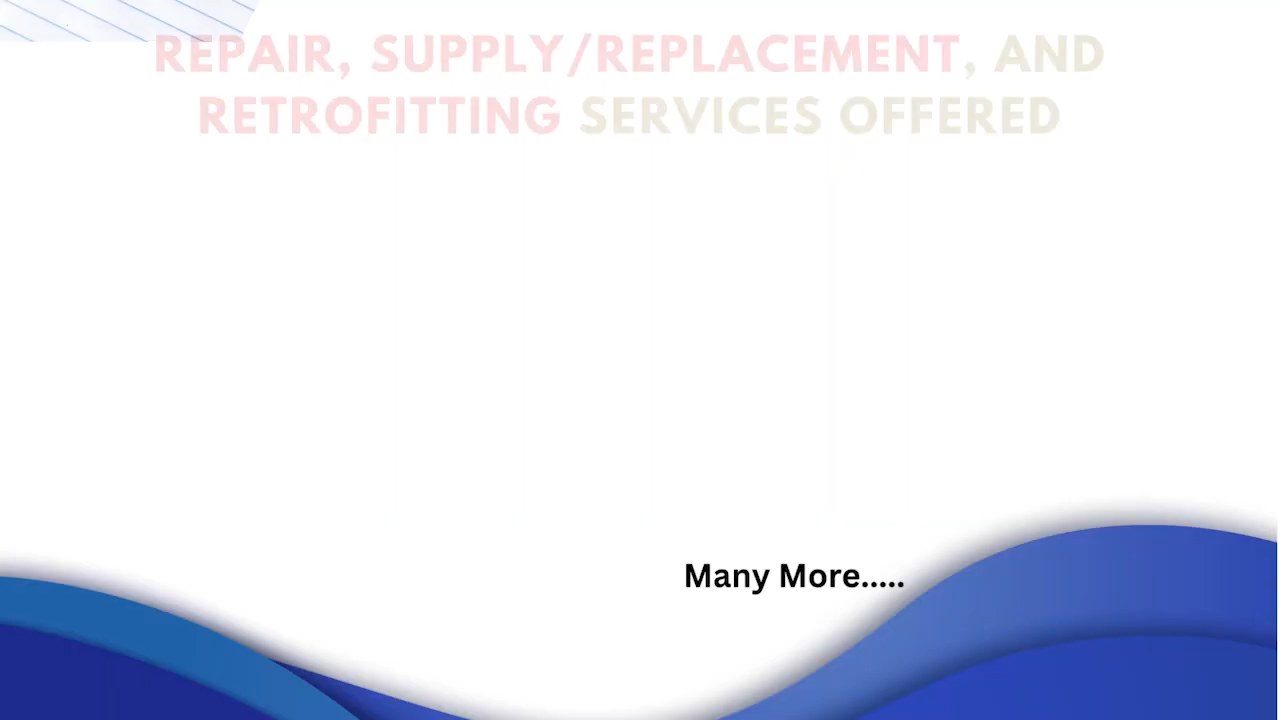 REPAIR, SUPPLY/REPLACEMENT, AND
RETROFITTING SERVICES OFFERED
Many More.....